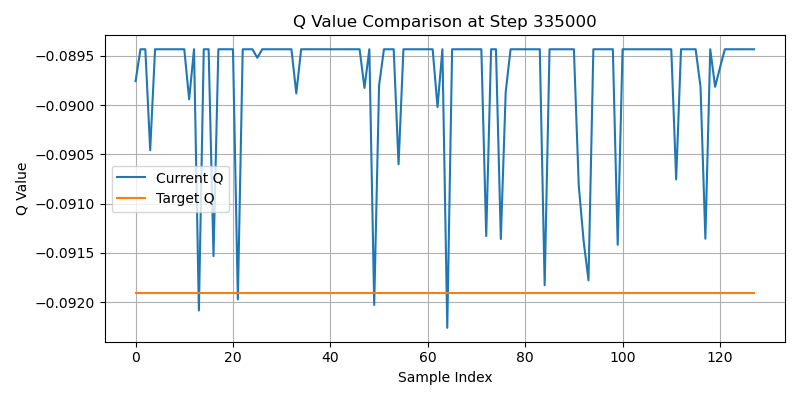 Q Value Comparison at Step 335000
Q Value
−0.0895
−0.0900
−0.0905
−0.0910
−0.0915
−0.0920
Current Q
Target Q
0 20 40 60 80 100 120
Sample Index